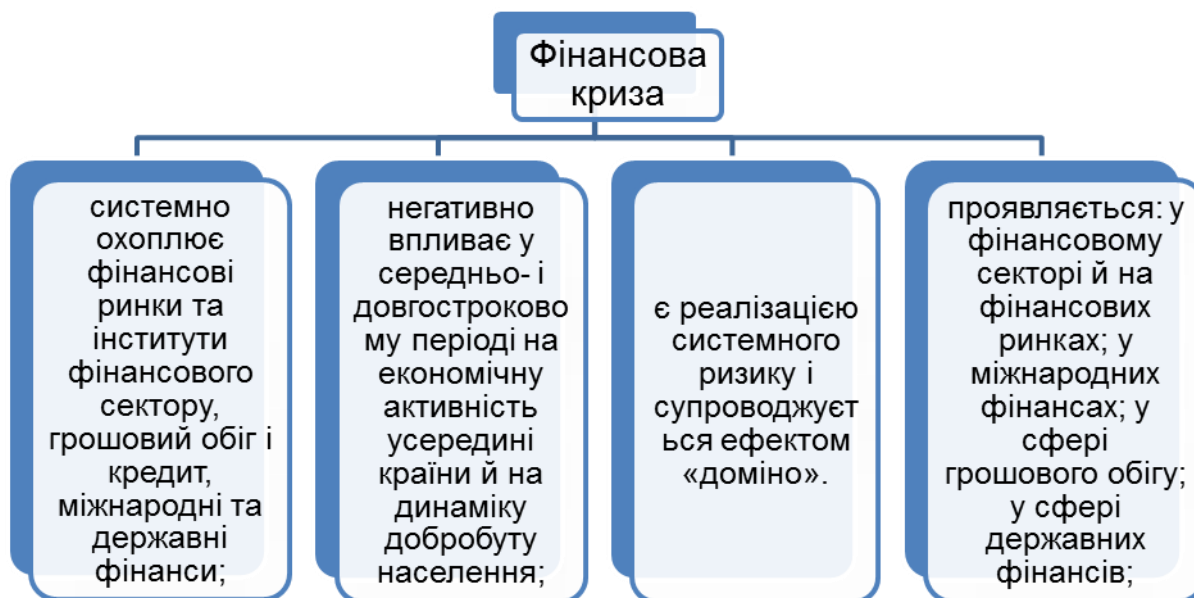 Фінансова
криза
системно
охоплює
фінансові
ринки та
інститути
фінансового
сектору,
грошовий обіг і
кредит,
міжнародні та
державні
фінанси;
негативно
впливає у
середньо- і
довгостроково
му періоді на
економічну
активність
усередині
країни й на
динаміку
добробуту
населення;
є реалізацією
системного
ризику і
супроводжуєт
ься ефектом
«доміно».
проявляється: у
фінансовому
секторі й на
фінансових
ринках; у
міжнародних
фінансах; у
сфері
грошового обігу;
у сфері
державних
фінансів;